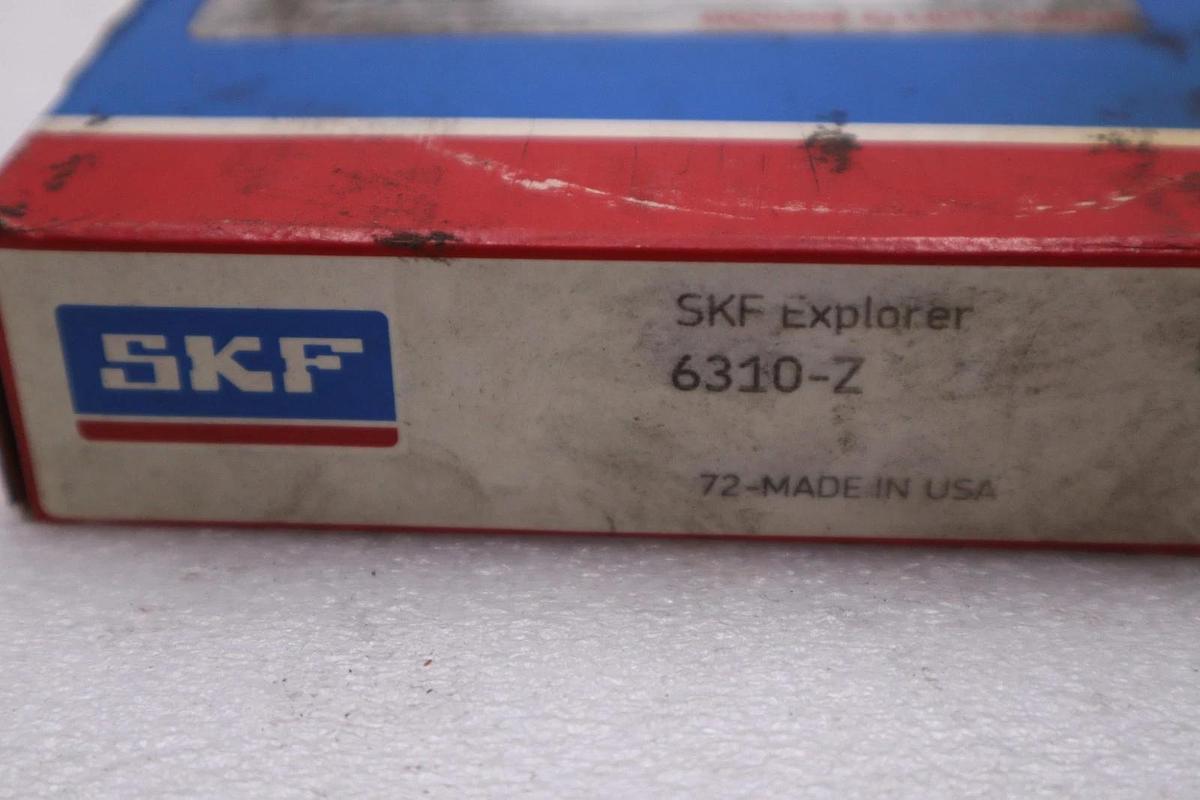 SKF
SKF Explorer
6310-Z
72-MADE IN USA